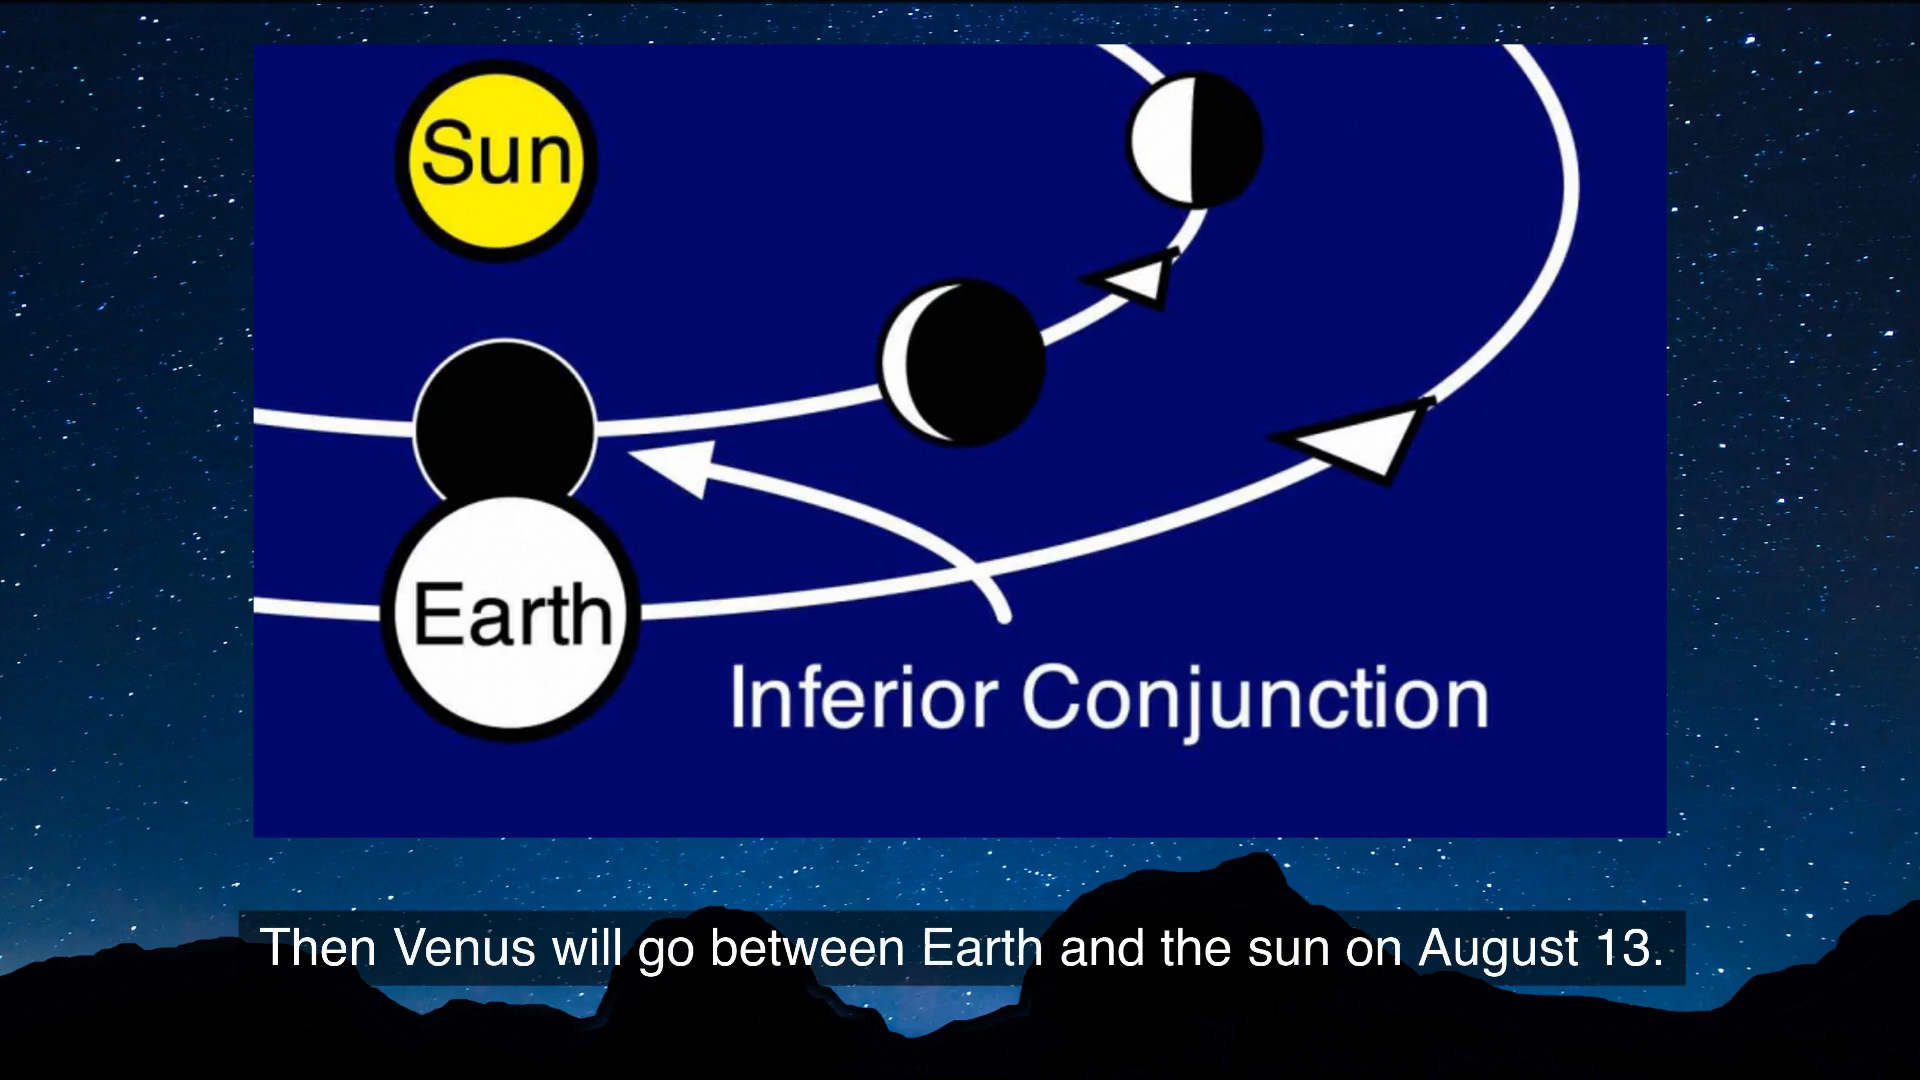 Sun
Earth
Inferior Conjunction
Then Venus will go between Earth and the sun on August 13.